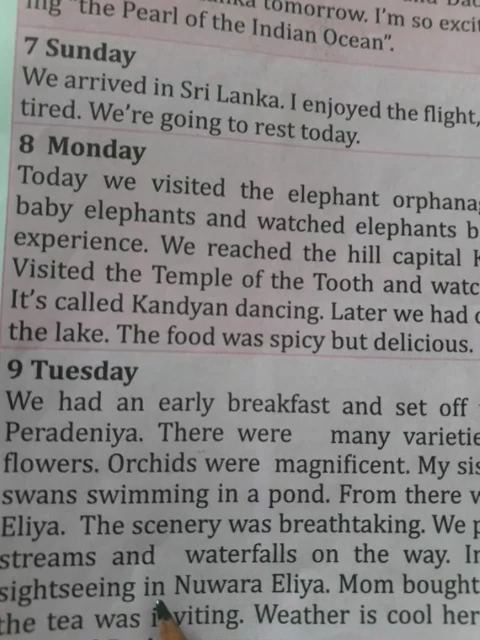 "the Pearl of the Indian Ocean".
tomorrow. I'm so
7 Sunday
We arrived in Sri Lanka. I enjoyed the flight,
tired. We're going to rest today.
8 Monday
Today we visited the elephant
baby elephants and watched elephants
experience. We reached the hill capital
Visited the Temple of the Tooth and
It's called Kandyan dancing. Later we had
the lake. The food was spicy but delicious.
9 Tuesday
We had an early breakfast and set off
Peradeniya. There were many
flowers. Orchids were magnificent. My
swans swimming in a pond. From there
Eliya. The scenery was breathtaking. We
streams and waterfalls on the way.
sightseeing in Nuwara Eliya. Mom bought
the tea was Weather is cool